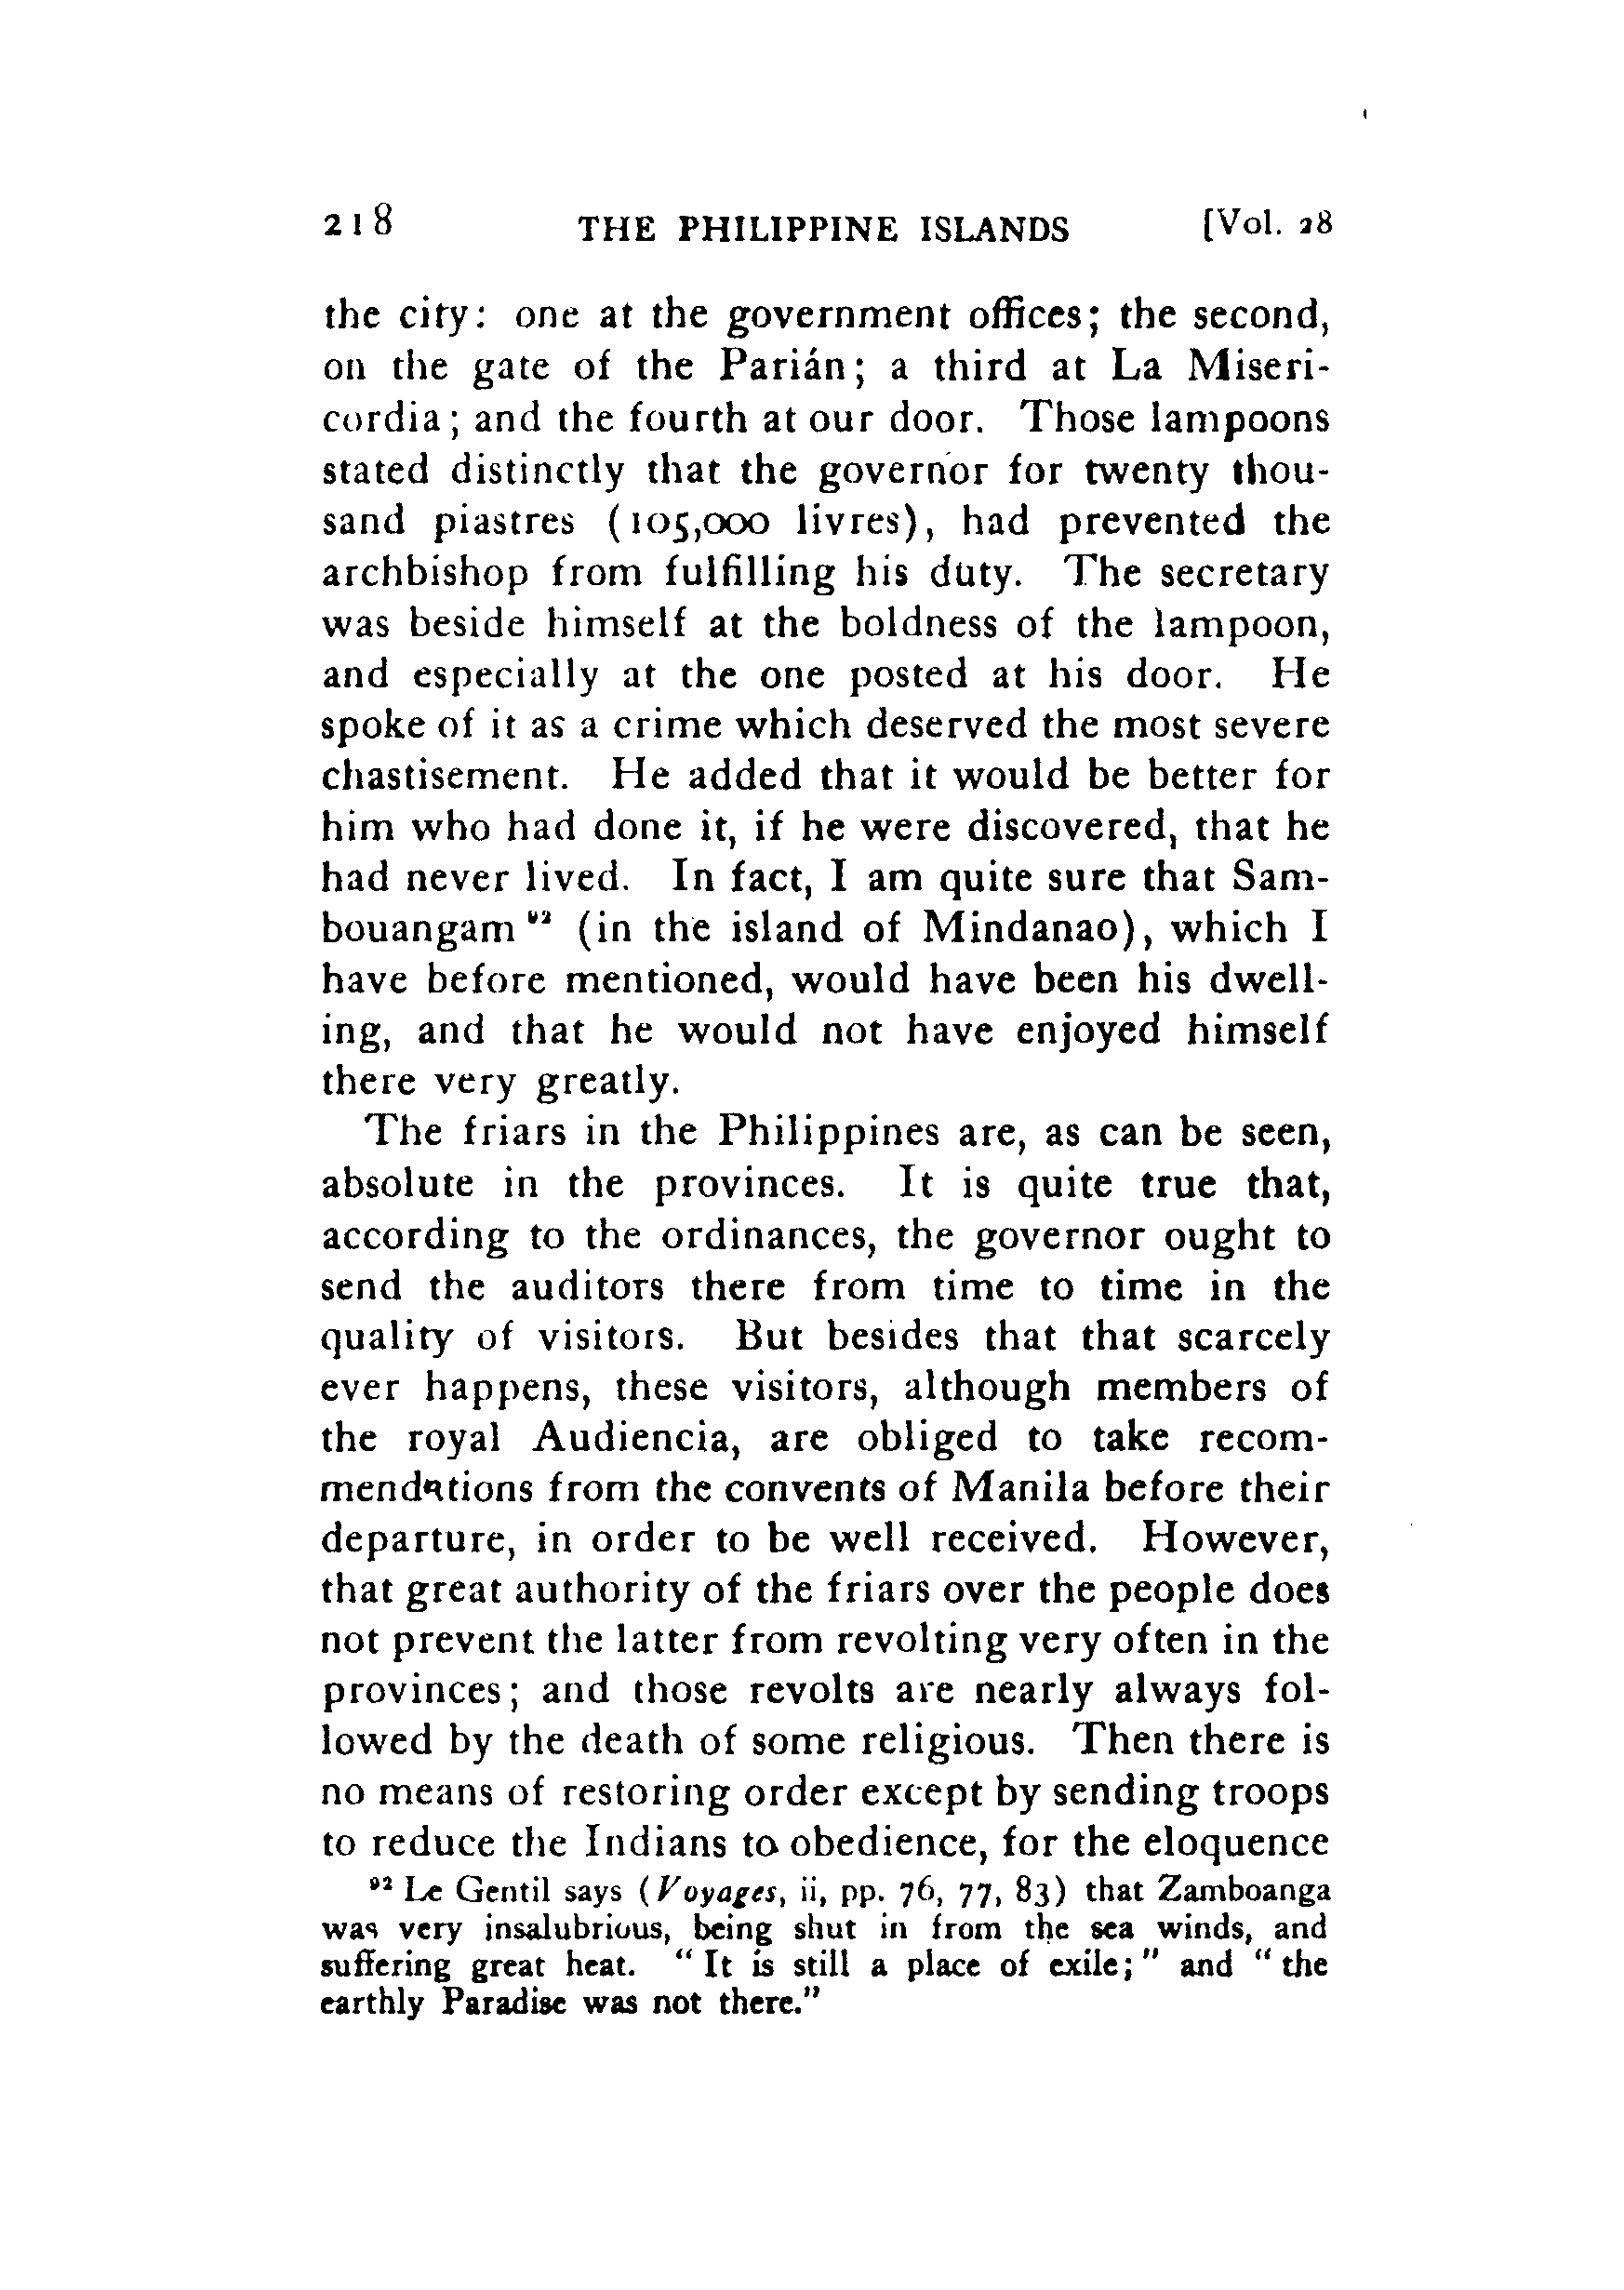 218 THE PHILIPPINE ISLANDS [Vol. 28
the city: one at the government offices; the second,
on the gate of the Parián; a third at La Miseri-
cordia; and the fourth at our door. Those lampoons
stated distinctly that the governor for twenty thou-
sand piastres (105,000 livres), had prevented the
archbishop from fulfilling his duty. The secretary
was beside himself at the boldness of the lampoon,
and especially at the one posted at his door. He
spoke of it as a crime which deserved the most severe
chastisement. He added that it would be better for
him who had done it, if he were discovered, that he
had never lived. In fact, I am quite sure that Sam-
bouangam ⁹² (in the island of Mindanao), which I
have before mentioned, would have been his dwell-
ing, and that he would not have enjoyed himself
there very greatly.
The friars in the Philippines are, as can be seen,
absolute in the provinces. It is quite true that,
according to the ordinances, the governor ought to
send the auditors there from time to time in the
quality of visitors. But besides that that scarcely
ever happens, these visitors, although members of
the royal Audiencia, are obliged to take recom-
mendations from the convents of Manila before their
departure, in order to be well received. However,
that great authority of the friars over the people does
not prevent the latter from revolting very often in the
provinces; and those revolts are nearly always fol-
lowed by the death of some religious. Then there is
no means of restoring order except by sending troops
to reduce the Indians to obedience, for the eloquence
⁹² Le Gentil says (Voyages, ii, pp. 76, 77, 83) that Zamboanga
was very insalubrious, being shut in from the sea winds, and
suffering great heat. "It is still a place of exile;" and "the
earthly Paradise was not there."